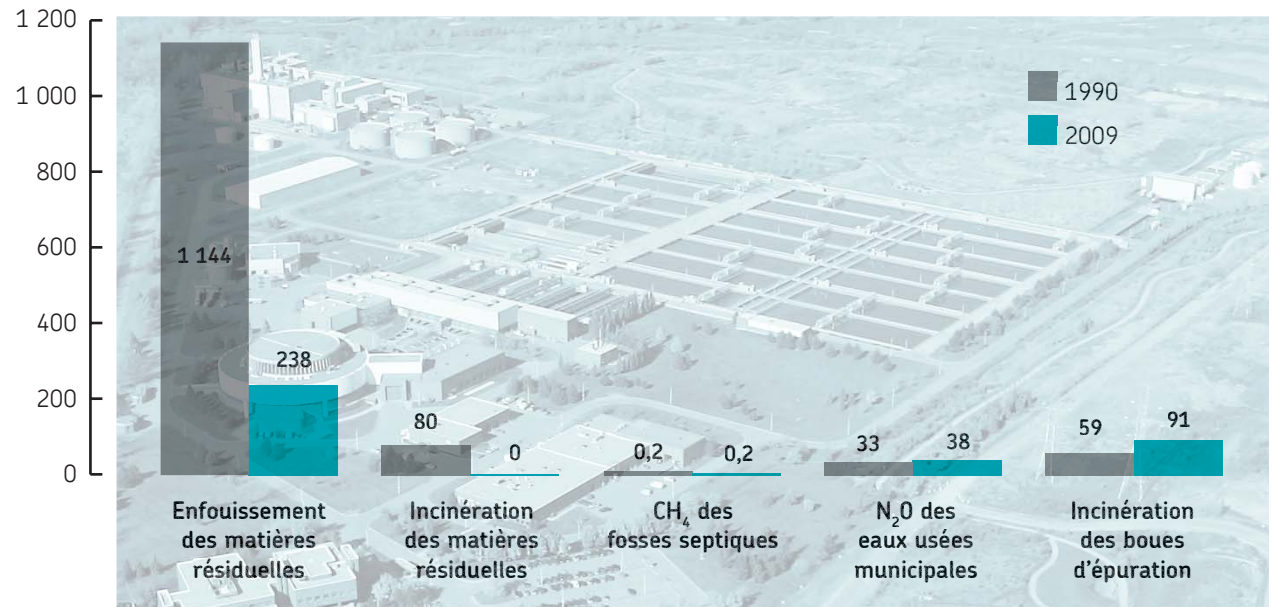 1 200
1 000
800
600
400
200
0
1990
2009
1 144
238
80
0
0,2
0,2
33
38
59
91
Enfouissement
des matières
résiduelles
Incinération
des matières
résiduelles
CH₄ des
fosses septiques
N₂O des
eaux usées
municipales
Incinération
des boues
d'épuration